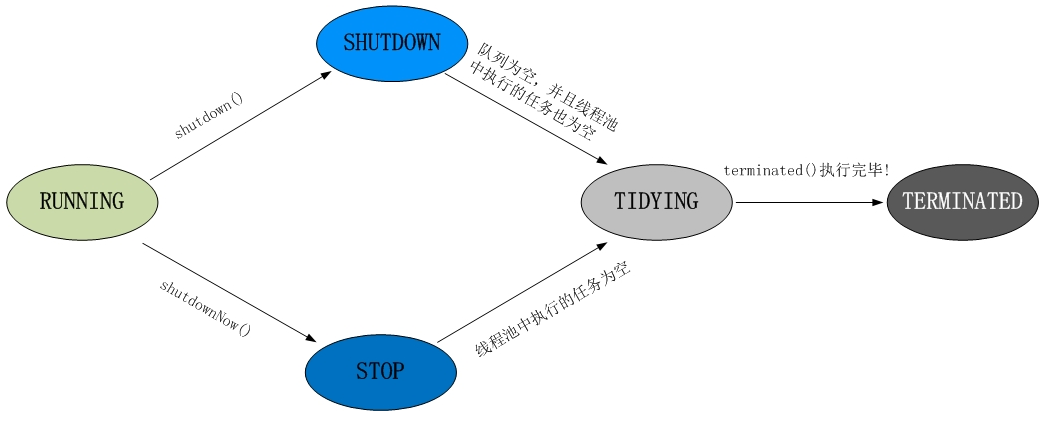 SHUTDOWN
队列为空，并且线程池
中执行的任务也为空
shutdown()
RUNNING
TIDYING
terminated()执行完毕!
TERMINATED
shutdownNow()
线程池中执行的任务为空
STOP